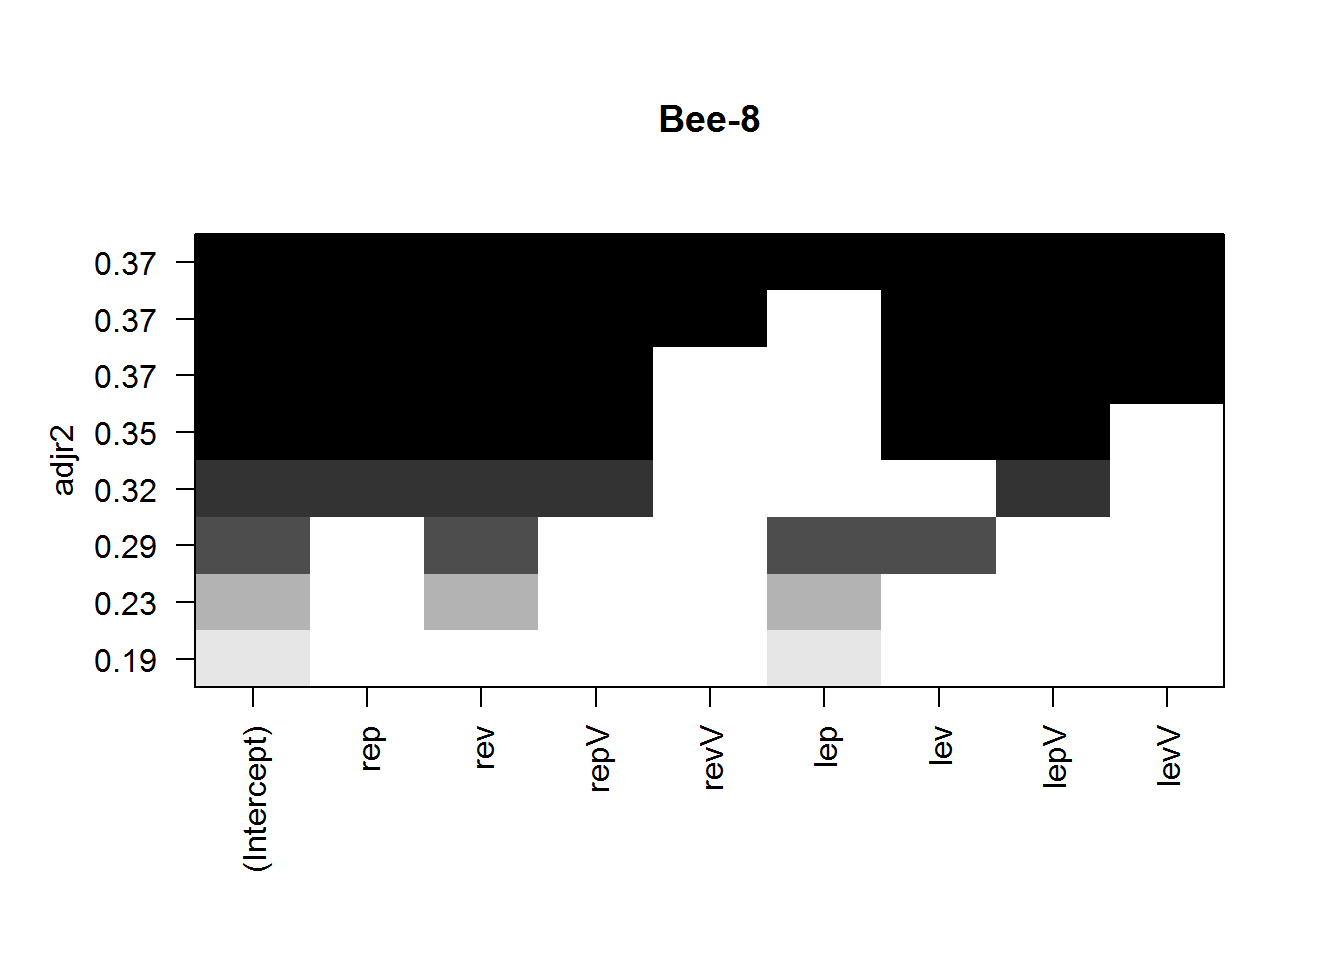 Bee-8
adjr2
0.37
0.37
0.37
0.35
0.32
0.29
0.23
0.19
(Intercept)
rep
rev
repV
revV
lep
lev
lepV
levV